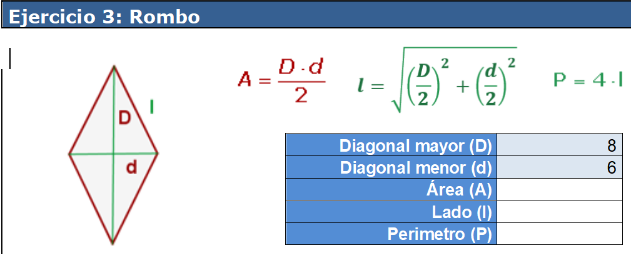 Ejercicio 3: Rombo
A = D · d / 2
l = √((D/2)² + (d/2)²)
P = 4 · l
l
D
d
Diagonal mayor (D) 8
Diagonal menor (d) 6
Área (A)
Lado (l)
Perimetro (P)